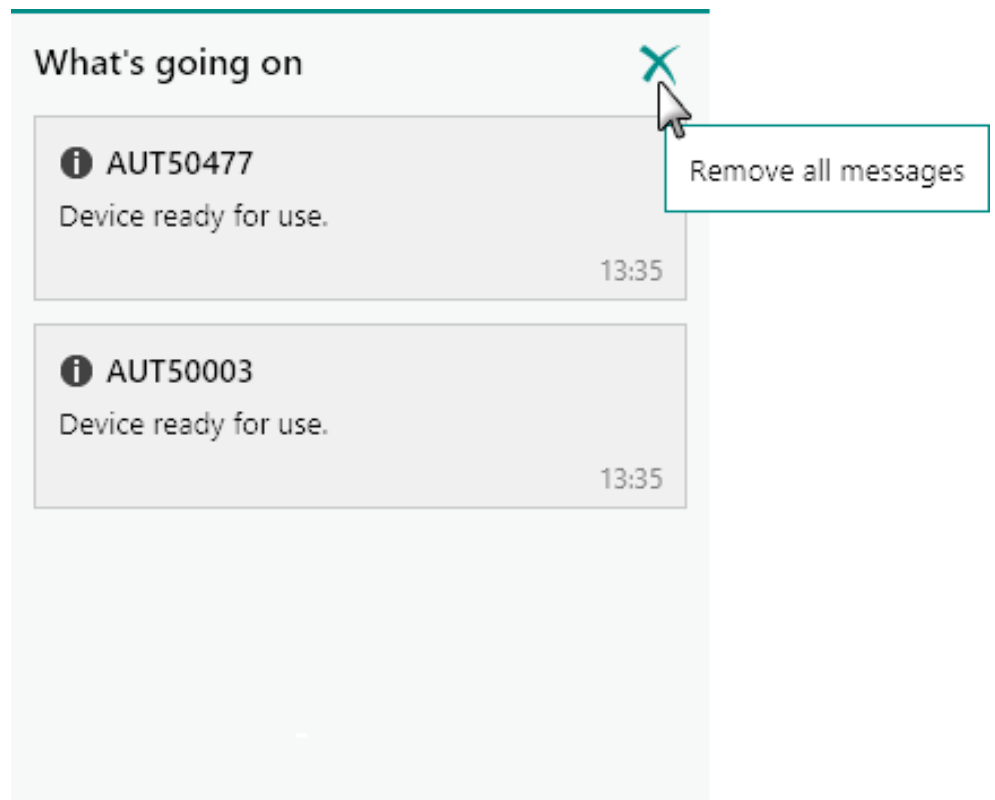 What's going on
Remove all messages
AUT50477
Device ready for use.
13:35
AUT50003
Device ready for use.
13:35